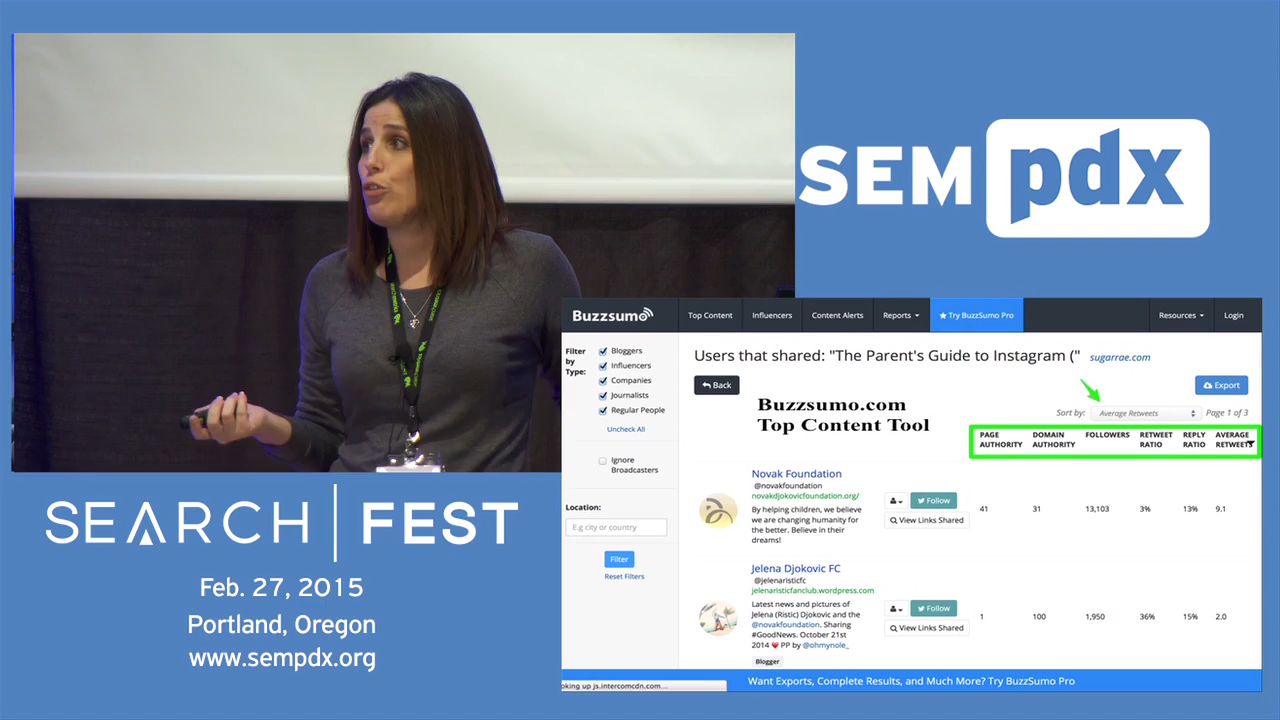 SEM pdx
SEARCH FEST
Feb. 27, 2015
Portland, Oregon
www.sempdx.org
Buzzsumo
Top Content
Influencers
Content Alerts
Reports
Try BuzzSumo Pro
Resources
Login
Filter
by
Type:
Bloggers
Influencers
Companies
Journalists
Regular People
Uncheck All
Ignore
Broadcasters
Location:
E.g city or country
Filter
Reset Filters
Users that shared: "The Parent's Guide to Instagram (" sugarrae.com
Back
Export
Buzzsumo.com
Top Content Tool
Sort by: Average Retweets Page 1 of 3
PAGE AUTHORITY
DOMAIN AUTHORITY
FOLLOWERS
RETWEET RATIO
REPLY RATIO
AVERAGE RETWEETS
Novak Foundation
@novakfoundation
novakdjokovicfoundation.org/
By helping children, we believe
we are changing humanity for
the better. Believe in their
dreams!
Follow
View Links Shared
41 31 13,103 3% 13% 9.1
Jelena Djokovic FC
@jelenaristicfc
jelenaristicfanclub.wordpress.com
Latest news and pictures of
Jelena (Ristic) Djokovic and the
@novakfoundation. Sharing
#GoodNews. October 21st
2014 ❤ PP by @ohmynole_
Blogger
Follow
View Links Shared
1 100 1,950 36% 15% 2.0
oking up js.intercomcdn.com...
Want Exports, Complete Results, and Much More? Try BuzzSumo Pro